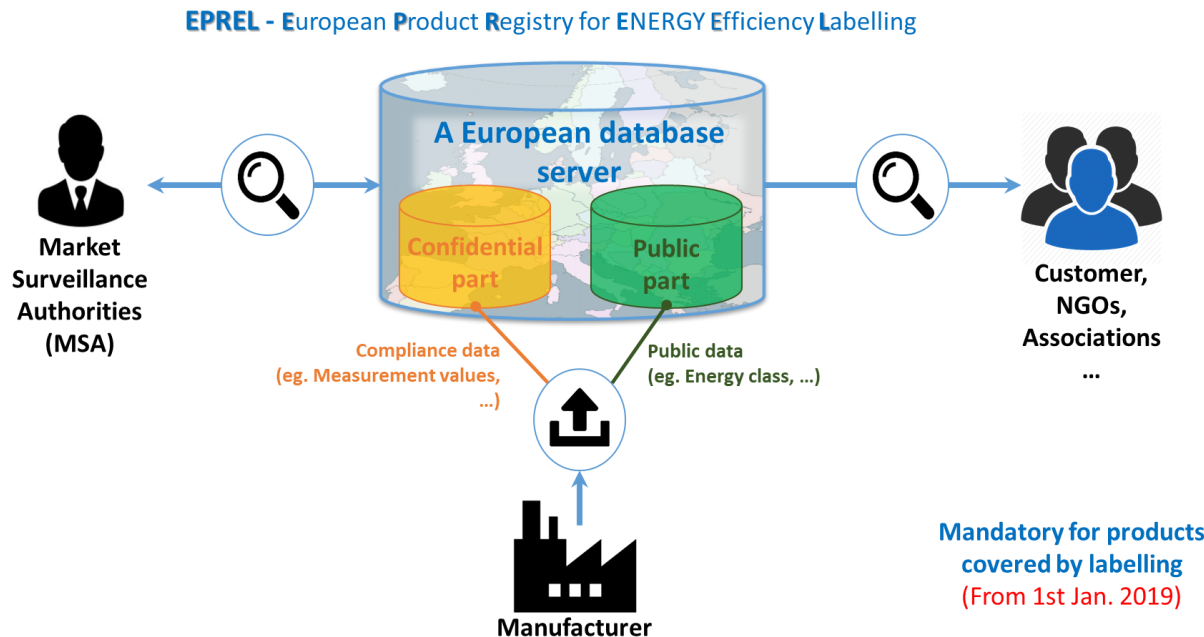 EPREL - European Product Registry for ENERGY Efficiency Labelling
A European database
server
Confidential
part
Public
part
Market
Surveillance
Authorities
(MSA)
Customer,
NGOs,
Associations
...
Compliance data
(eg. Measurement values,
...)
Public data
(eg. Energy class, ...)
Manufacturer
Mandatory for products
covered by labelling
(From 1st Jan. 2019)